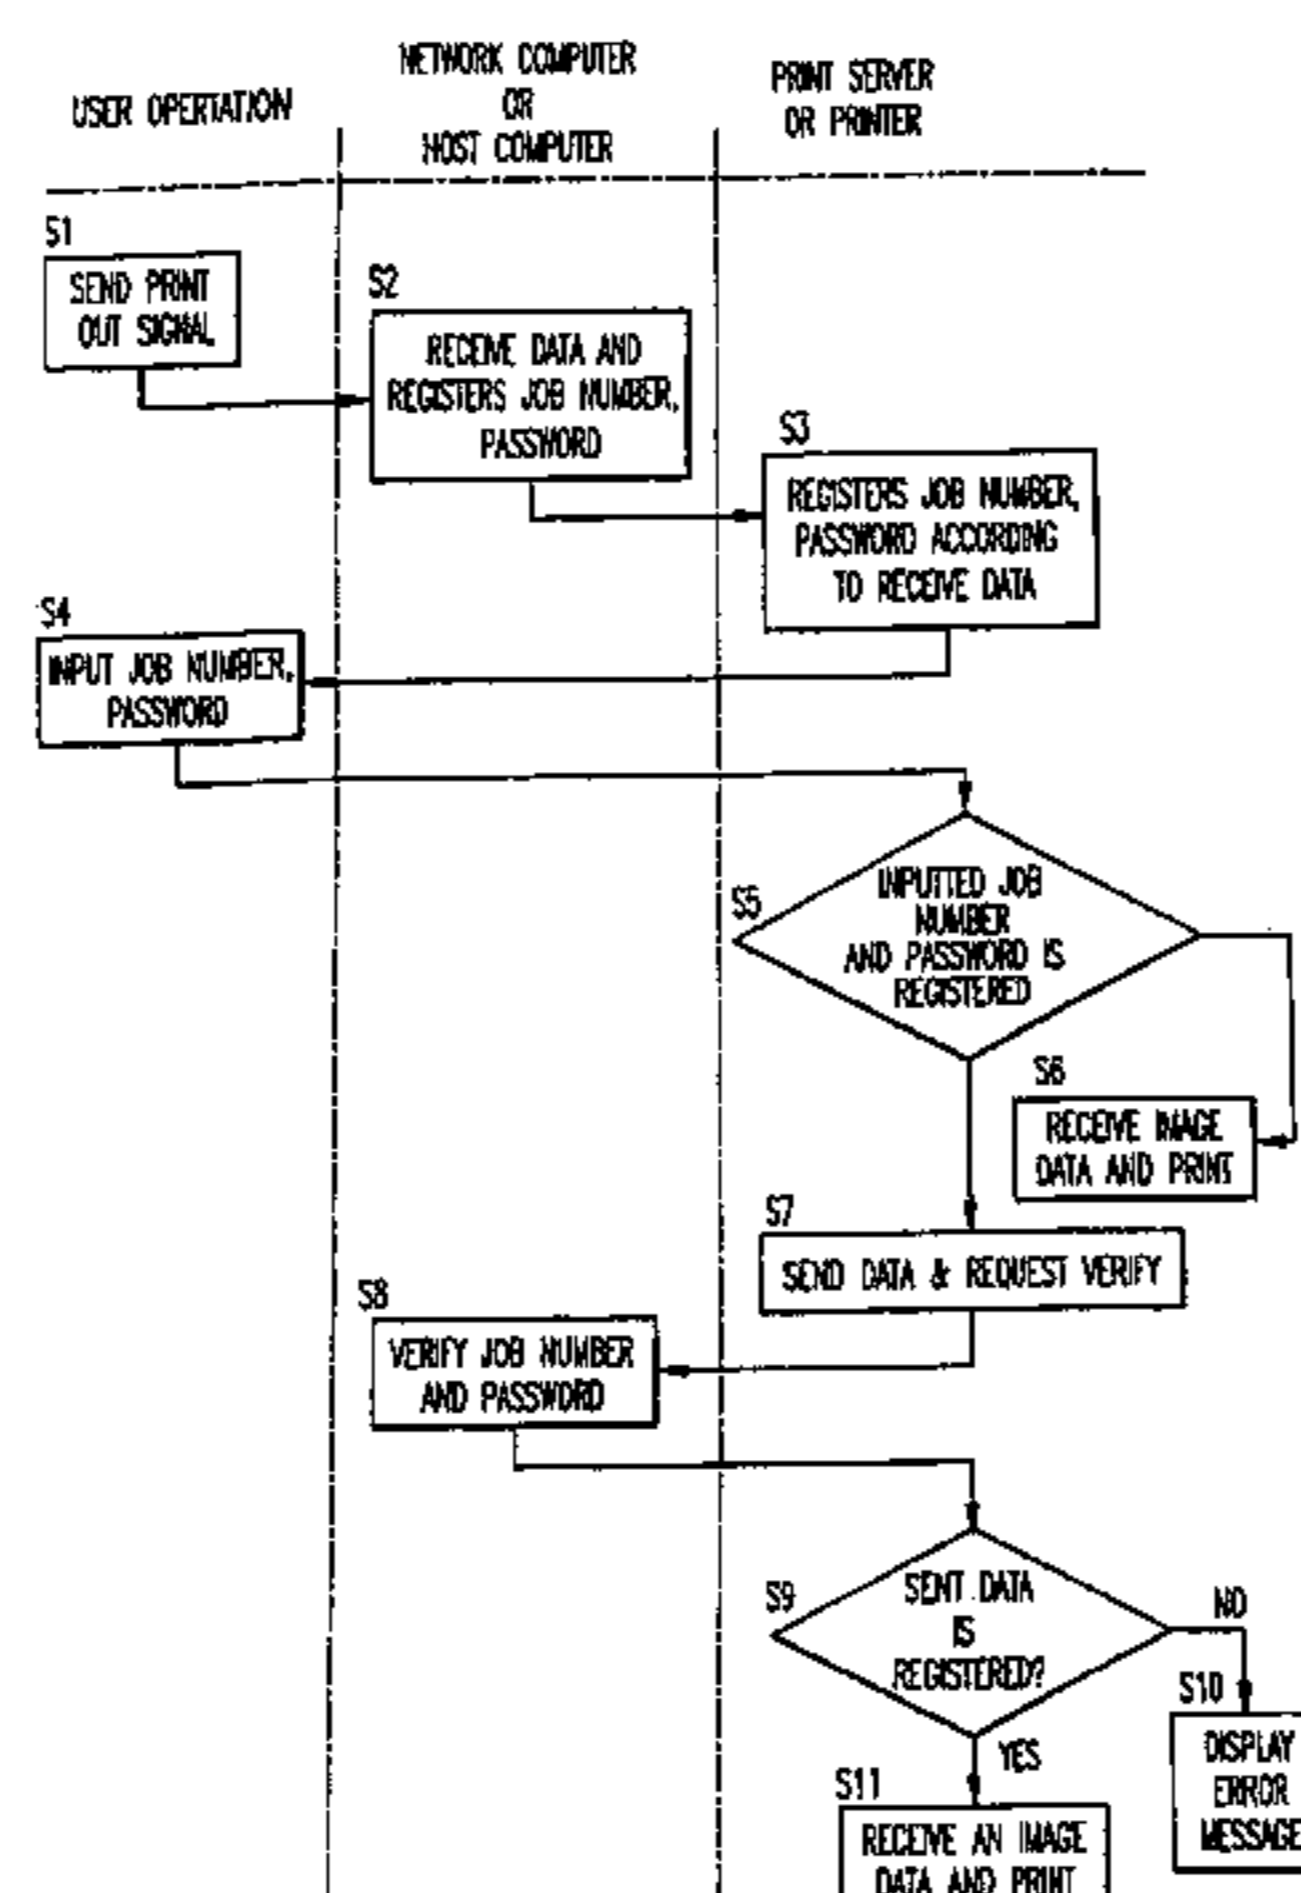 USER OPERTATION
NETWORK COMPUTER
OR
HOST COMPUTER
PRINT SERVER
OR PRINTER
S1
SEND PRINT
OUT SIGNAL
S2
RECEIVE DATA AND
REGISTERS JOB NUMBER,
PASSWORD
S3
REGISTERS JOB NUMBER,
PASSWORD ACCORDING
TO RECEIVE DATA
S4
INPUT JOB NUMBER,
PASSWORD
S5
INPUTTED JOB
NUMBER
AND PASSWORD IS
REGISTERED
S6
RECEIVE IMAGE
DATA AND PRINT
S7
SEND DATA & REQUEST VERIFY
S8
VERIFY JOB NUMBER
AND PASSWORD
S9
SENT DATA
IS
REGISTERED?
NO
S10
DISPLAY
ERROR
MESSAGE
YES
S11
RECEIVE AN IMAGE
DATA AND PRINT